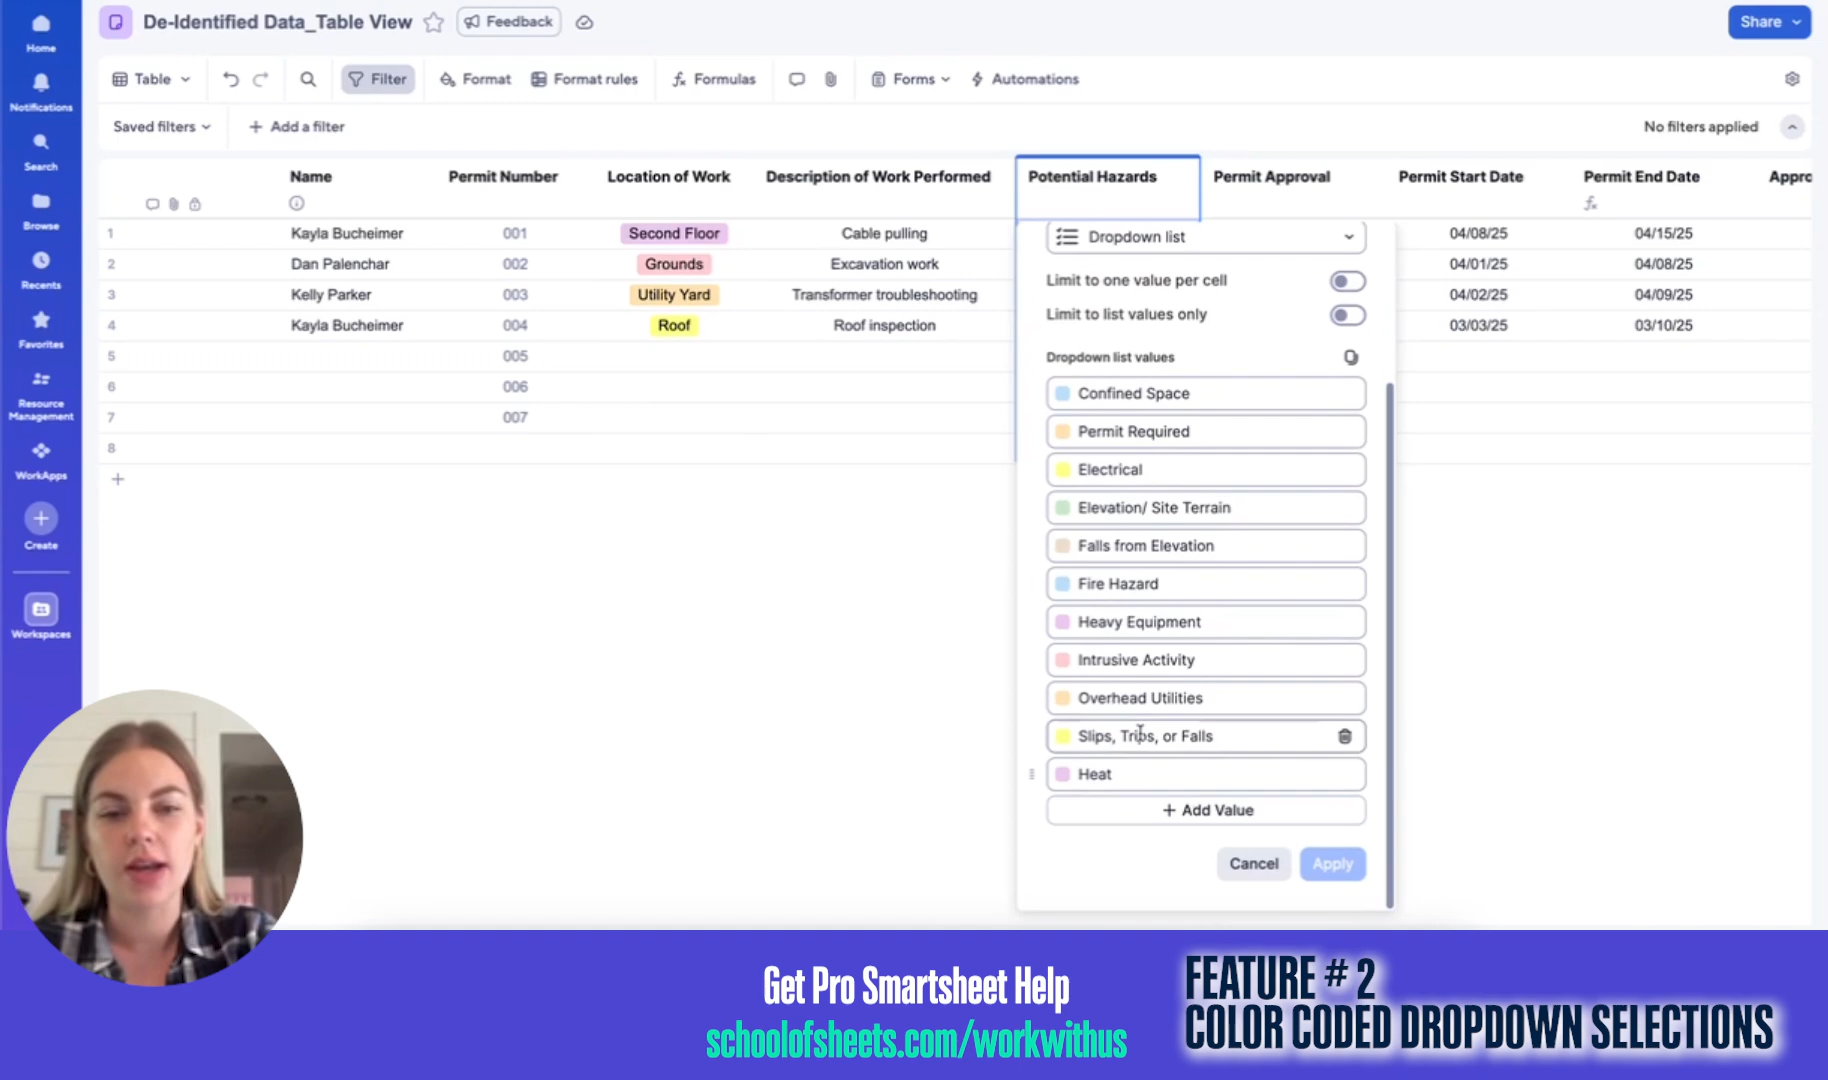 De-Identified Data_Table View
Feedback
Share
Home
Notifications
Search
Browse
Recents
Favorites
Resource
Management
WorkApps
Create
Workspaces
Table
Filter
Format
Format rules
fx Formulas
Forms
Automations
Saved filters
+ Add a filter
No filters applied
Name Permit Number Location of Work Description of Work Performed Potential Hazards Permit Approval Permit Start Date Permit End Date Appro
fx
1 Kayla Bucheimer 001 Second Floor Cable pulling 04/08/25 04/15/25
2 Dan Palenchar 002 Grounds Excavation work 04/01/25 04/08/25
3 Kelly Parker 003 Utility Yard Transformer troubleshooting 04/02/25 04/09/25
4 Kayla Bucheimer 004 Roof Roof inspection 03/03/25 03/10/25
5 005
6 006
7 007
8
+
Dropdown list
Limit to one value per cell
Limit to list values only
Dropdown list values
Confined Space
Permit Required
Electrical
Elevation/ Site Terrain
Falls from Elevation
Fire Hazard
Heavy Equipment
Intrusive Activity
Overhead Utilities
Slips, Trips, or Falls
Heat
+ Add Value
Cancel Apply
Get Pro Smartsheet Help
schoolofsheets.com/workwithus
FEATURE # 2
COLOR CODED DROPDOWN SELECTIONS